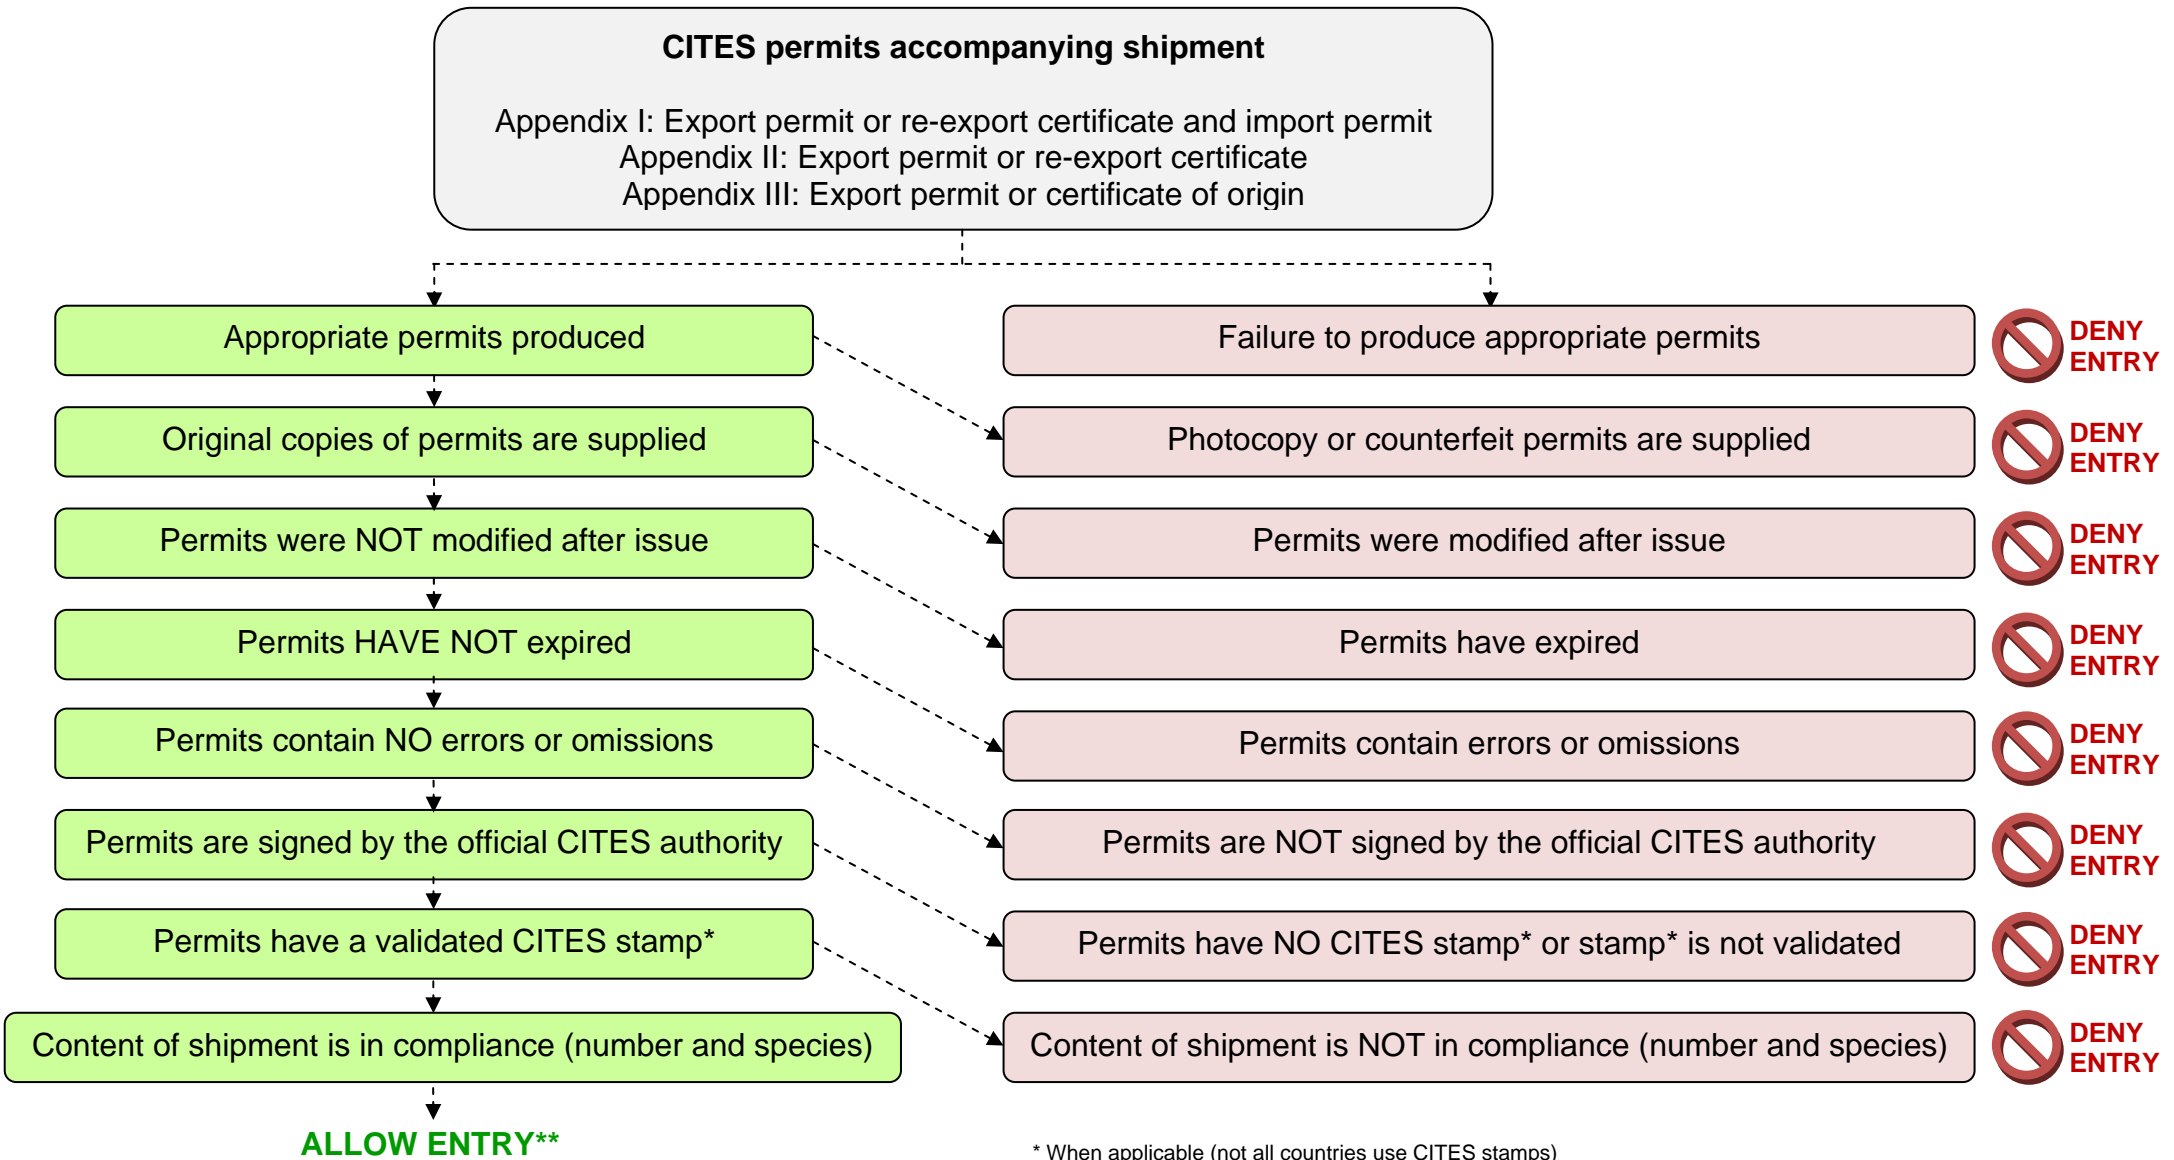 CITES permits accompanying shipment
Appendix I: Export permit or re-export certificate and import permit
Appendix II: Export permit or re-export certificate
Appendix III: Export permit or certificate of origin
Appropriate permits produced
Failure to produce appropriate permits
DENY
ENTRY
Original copies of permits are supplied
Photocopy or counterfeit permits are supplied
DENY
ENTRY
Permits were NOT modified after issue
Permits were modified after issue
DENY
ENTRY
Permits HAVE NOT expired
Permits have expired
DENY
ENTRY
Permits contain NO errors or omissions
Permits contain errors or omissions
DENY
ENTRY
Permits are signed by the official CITES authority
Permits are NOT signed by the official CITES authority
DENY
ENTRY
Permits have a validated CITES stamp*
Permits have NO CITES stamp* or stamp* is not validated
DENY
ENTRY
Content of shipment is in compliance (number and species)
Content of shipment is NOT in compliance (number and species)
DENY
ENTRY
ALLOW ENTRY**
* When applicable (not all countries use CITES stamps)